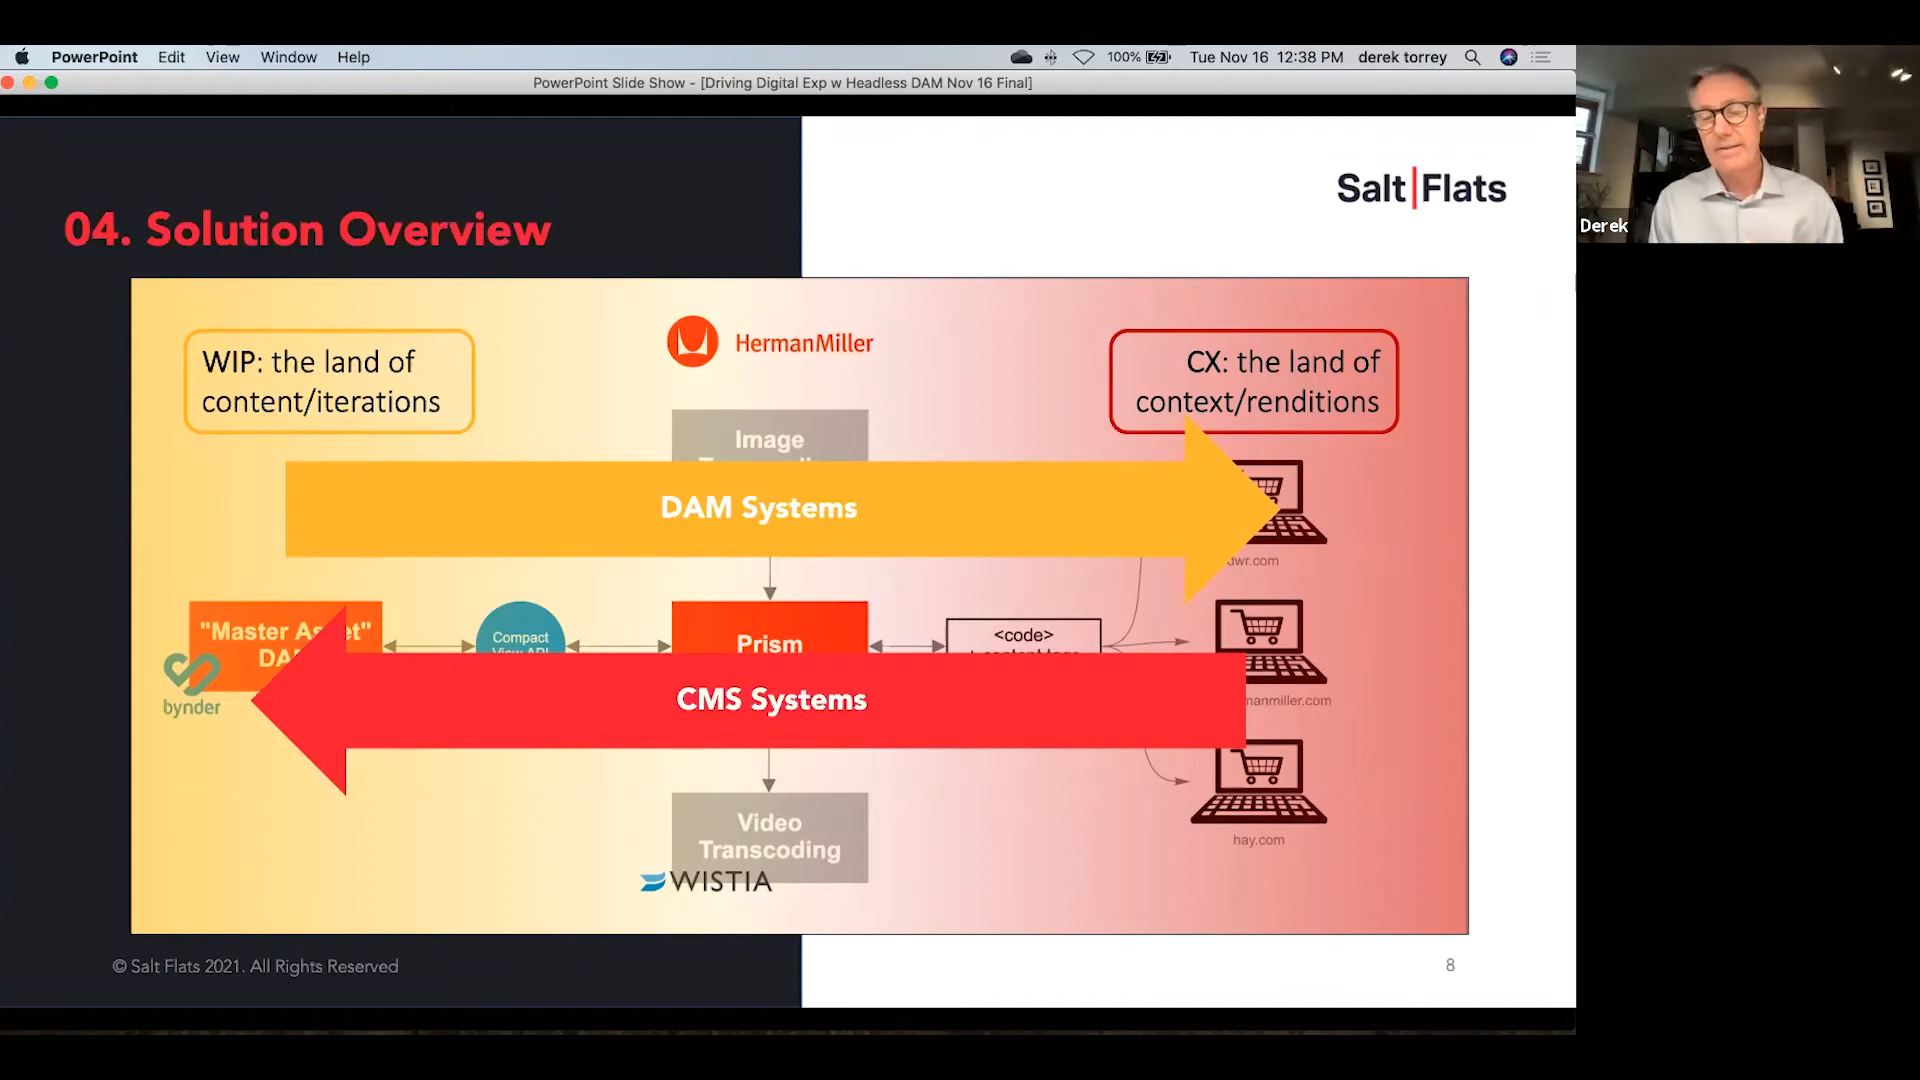 PowerPoint Edit View Window Help 100% Tue Nov 16 12:38 PM derek torrey
PowerPoint Slide Show - [Driving Digital Exp w Headless DAM Nov 16 Final]
Salt|Flats
Derek
04. Solution Overview
WIP: the land of
content/iterations
HermanMiller
CX: the land of
context/renditions
Image
DAM Systems
dwr.com
"Master Asset"
DAM
bynder
Compact
View API
Prism
<code>
CMS Systems
manmiller.com
Video
Transcoding
WISTIA
hay.com
© Salt Flats 2021. All Rights Reserved
8